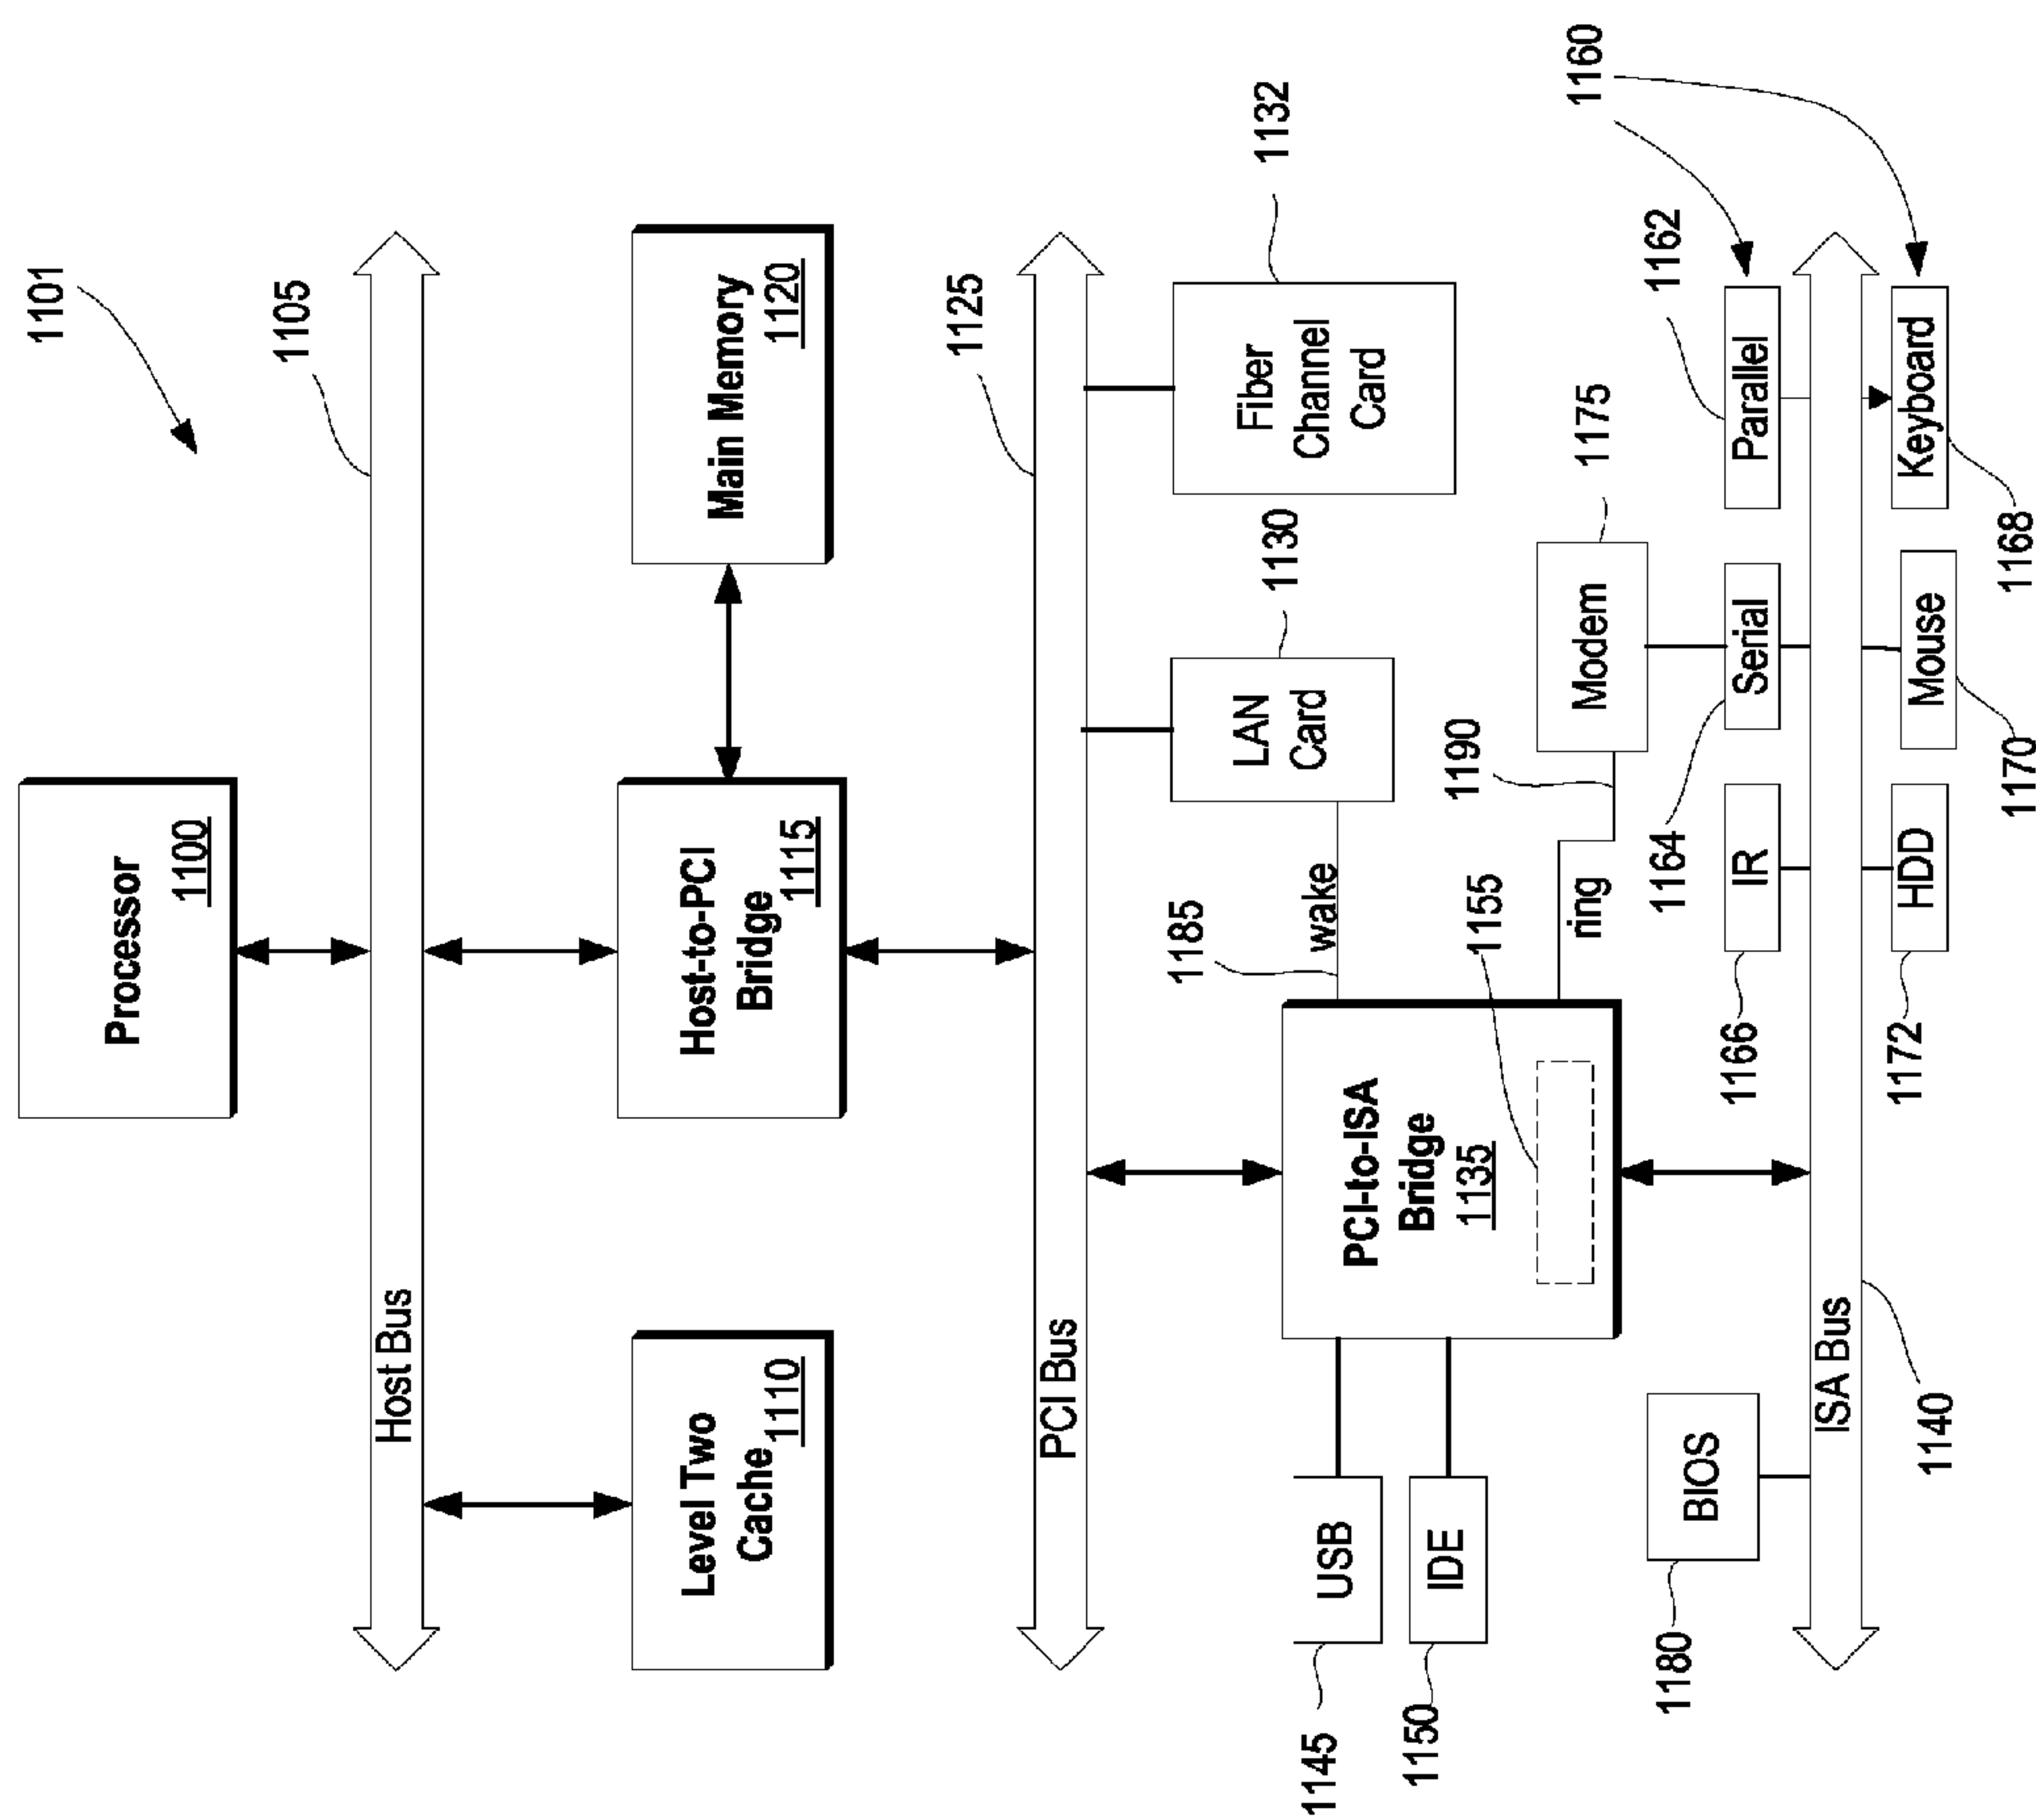 1101
Processor
1100
1105
Host Bus
Level Two
Cache
1110
Host-to-PCI
Bridge
1115
Main Memory
1120
1125
PCI Bus
1132
Fiber
Channel
Card
1130
LAN
Card
1185
wake
PCI-to-ISA
Bridge
1135
1155
1145
USB
1150
IDE
1190
ring
1175
Modem
1160
1162
Parallel
1164
Serial
1166
IR
1180
BIOS
ISA Bus
1140
1172
HDD
1170
Mouse
1168
Keyboard